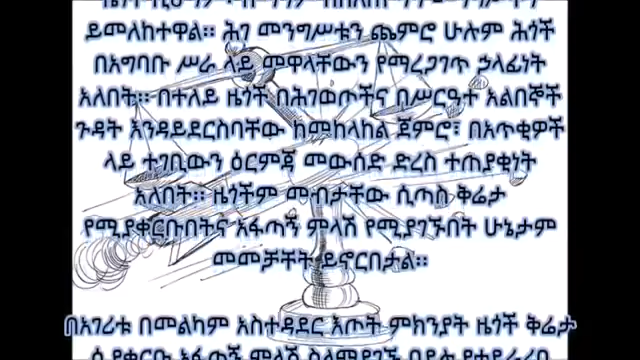 ይመለከተዋል። ሕገ መንግሥቱን ጨምሮ ሁሉም ሕጎች
በአግባቡ ሥራ ላይ መዋላቸውን የማረጋገጥ ኃላፊነት
አለበት። በተለይ ዜጎች በሕገወጦችና በሥርዓተ አልበኞች
ጉዳት እንዳይደርስባቸው ከመከላከል ጀምሮ፣ በአጥቂዎች
ላይ ተገቢውን ዕርምጃ መውሰድ ድረስ ተጠያቂነት
አለበት። ዜጎችም መብታቸው ሲጣስ ቅሬታ
የሚያቀርቡበትና አፋጣኝ ምላሽ የሚያገኙበት ሁኔታም
መመቻቸት ይኖርበታል።
በአገሪቱ በመልካም አስተዳደር እጦት ምክንያት ዜጎች ቅሬታ